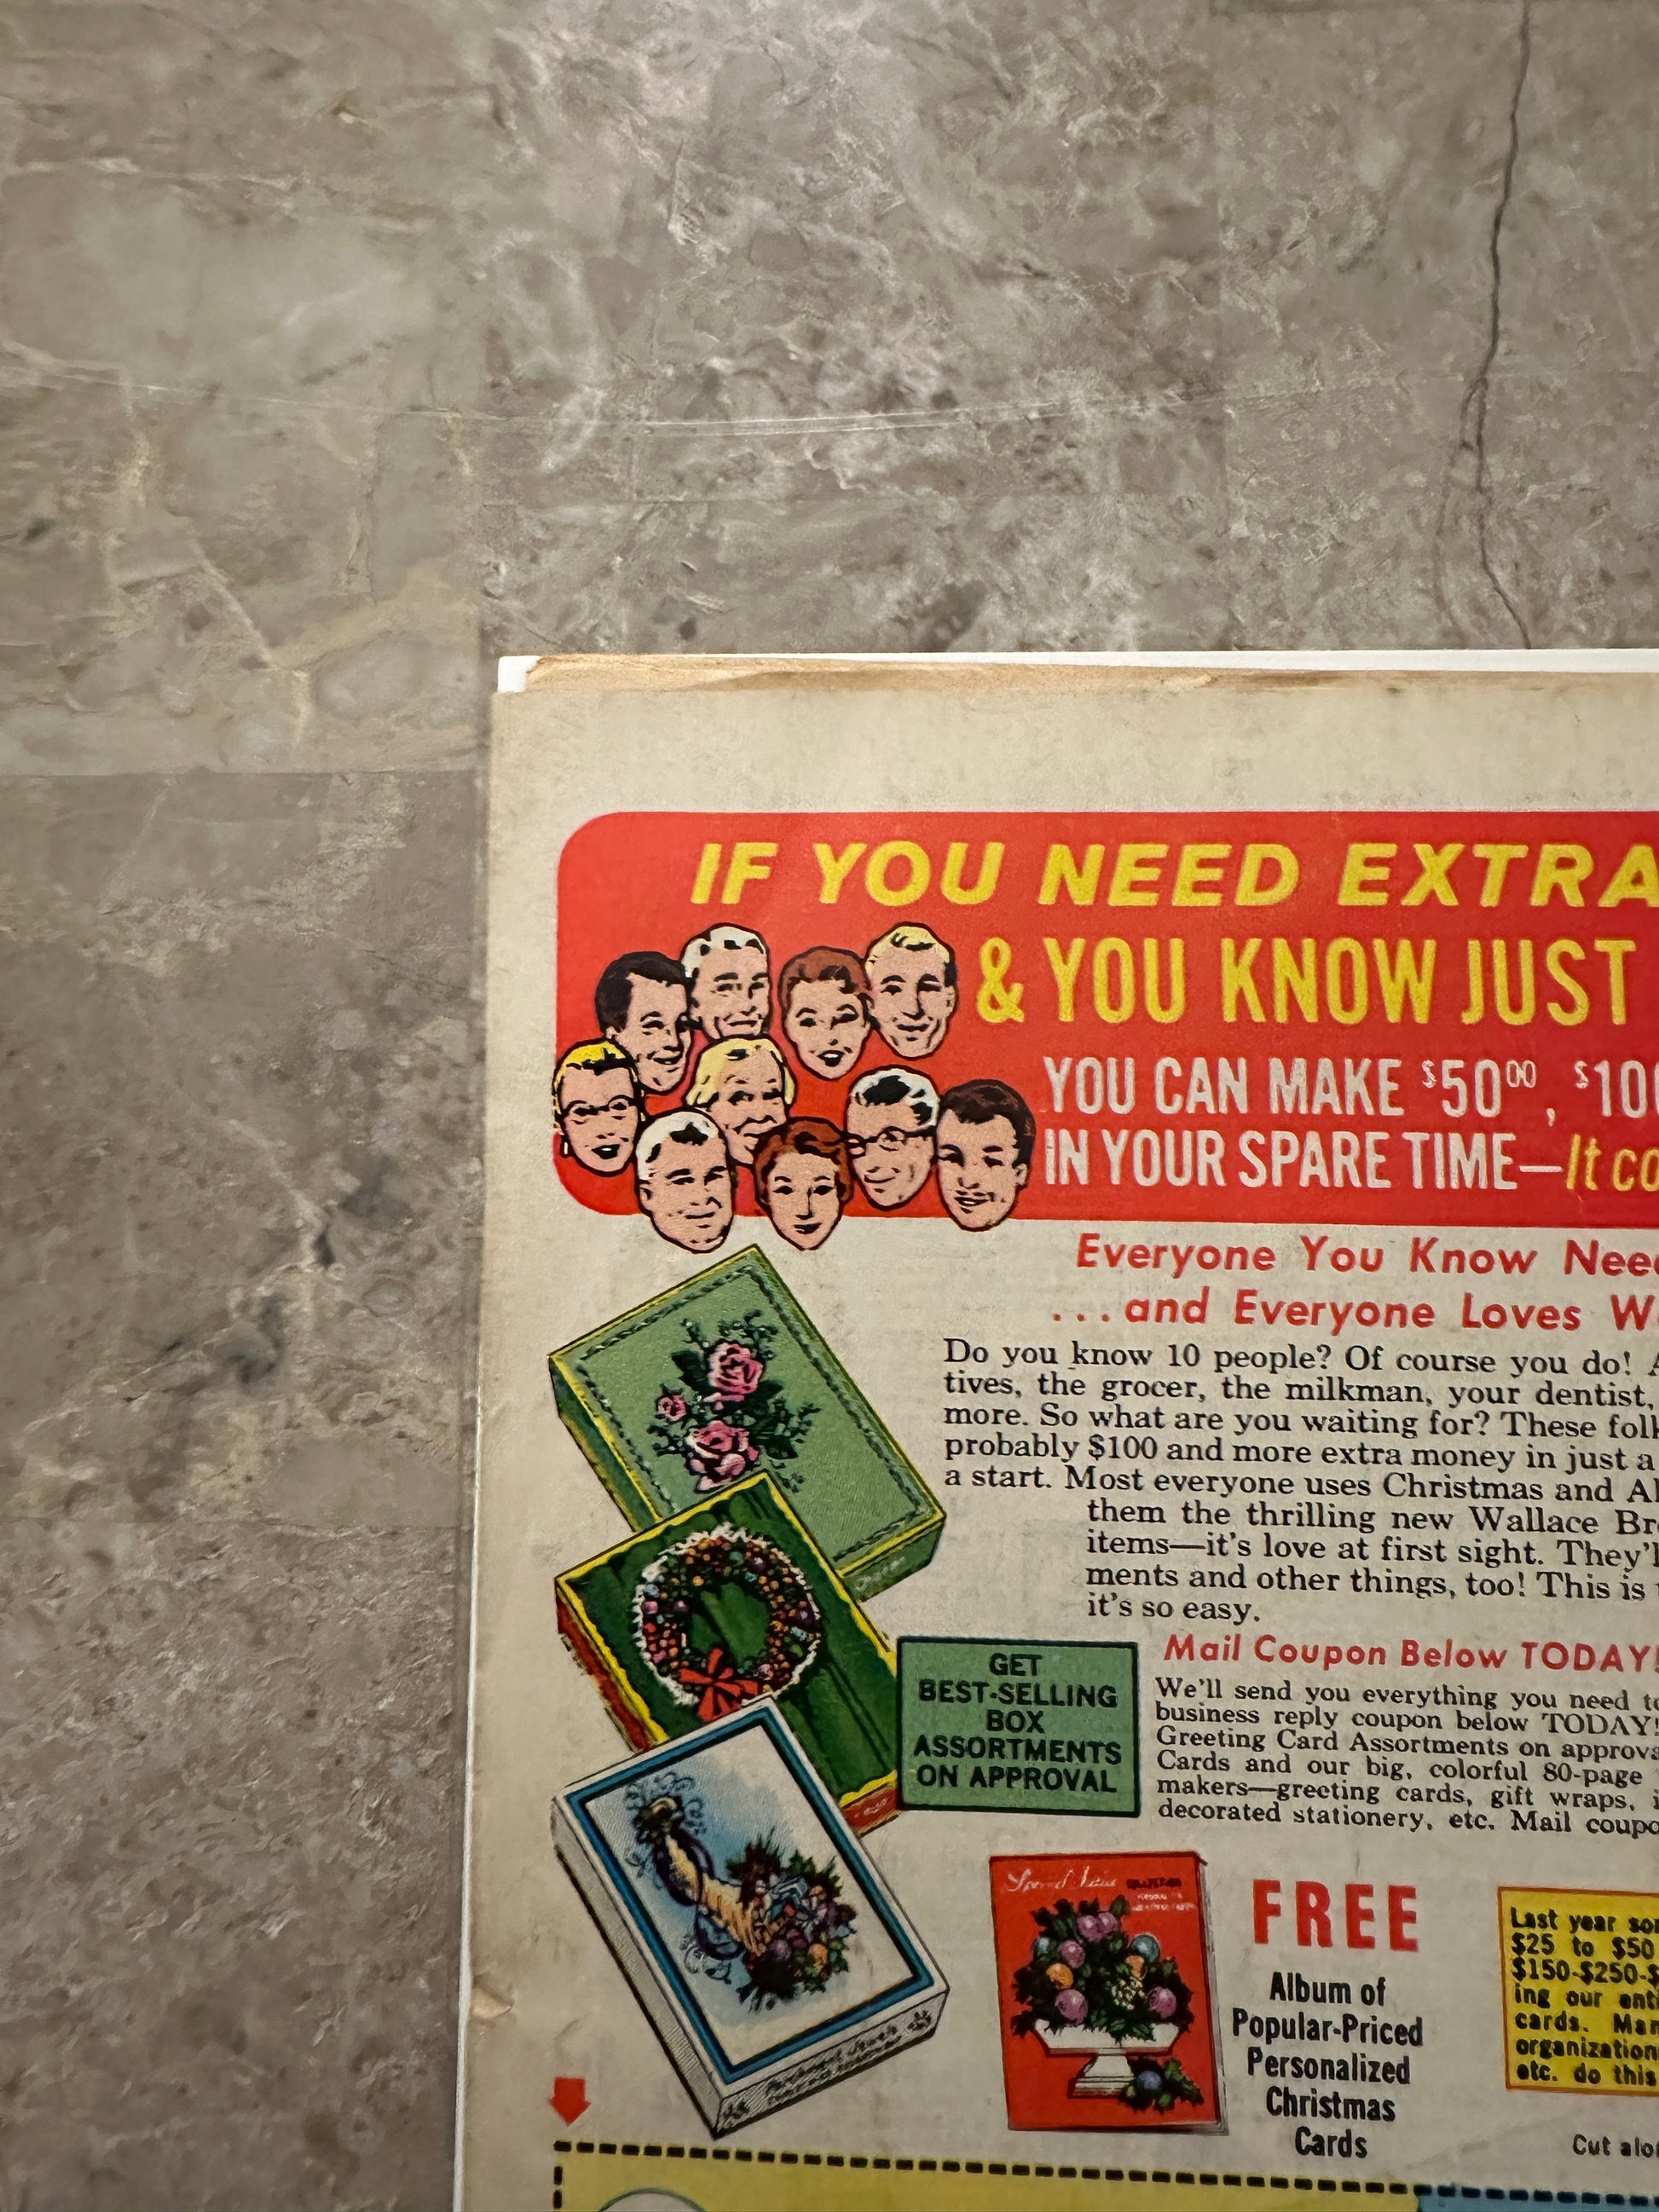 IF YOU NEED EXTRA
& YOU KNOW JUST
YOU CAN MAKE $50⁰⁰, $10
IN YOUR SPARE TIME—It co
Everyone You Know Nee
...and Everyone Loves W
Do you know 10 people? Of course you do! A
tives, the grocer, the milkman, your dentist,
more. So what are you waiting for? These folk
probably $100 and more extra money in just a
a start. Most everyone uses Christmas and Al
them the thrilling new Wallace Br
items—it's love at first sight. They'l
ments and other things, too! This is
it's so easy.
GET
BEST-SELLING
BOX
ASSORTMENTS
ON APPROVAL
Mail Coupon Below TODAY!
We'll send you everything you need to
business reply coupon below TODAY!
Greeting Card Assortments on approva
Cards and our big, colorful 80-page
makers—greeting cards, gift wraps, i
decorated stationery, etc. Mail coupo
FREE
Album of
Popular-Priced
Personalized
Christmas
Cards
Last year so
$25 to $50
$150-$250-$
ing our ent
cards. Mar
organization
etc. do this
Cut alo